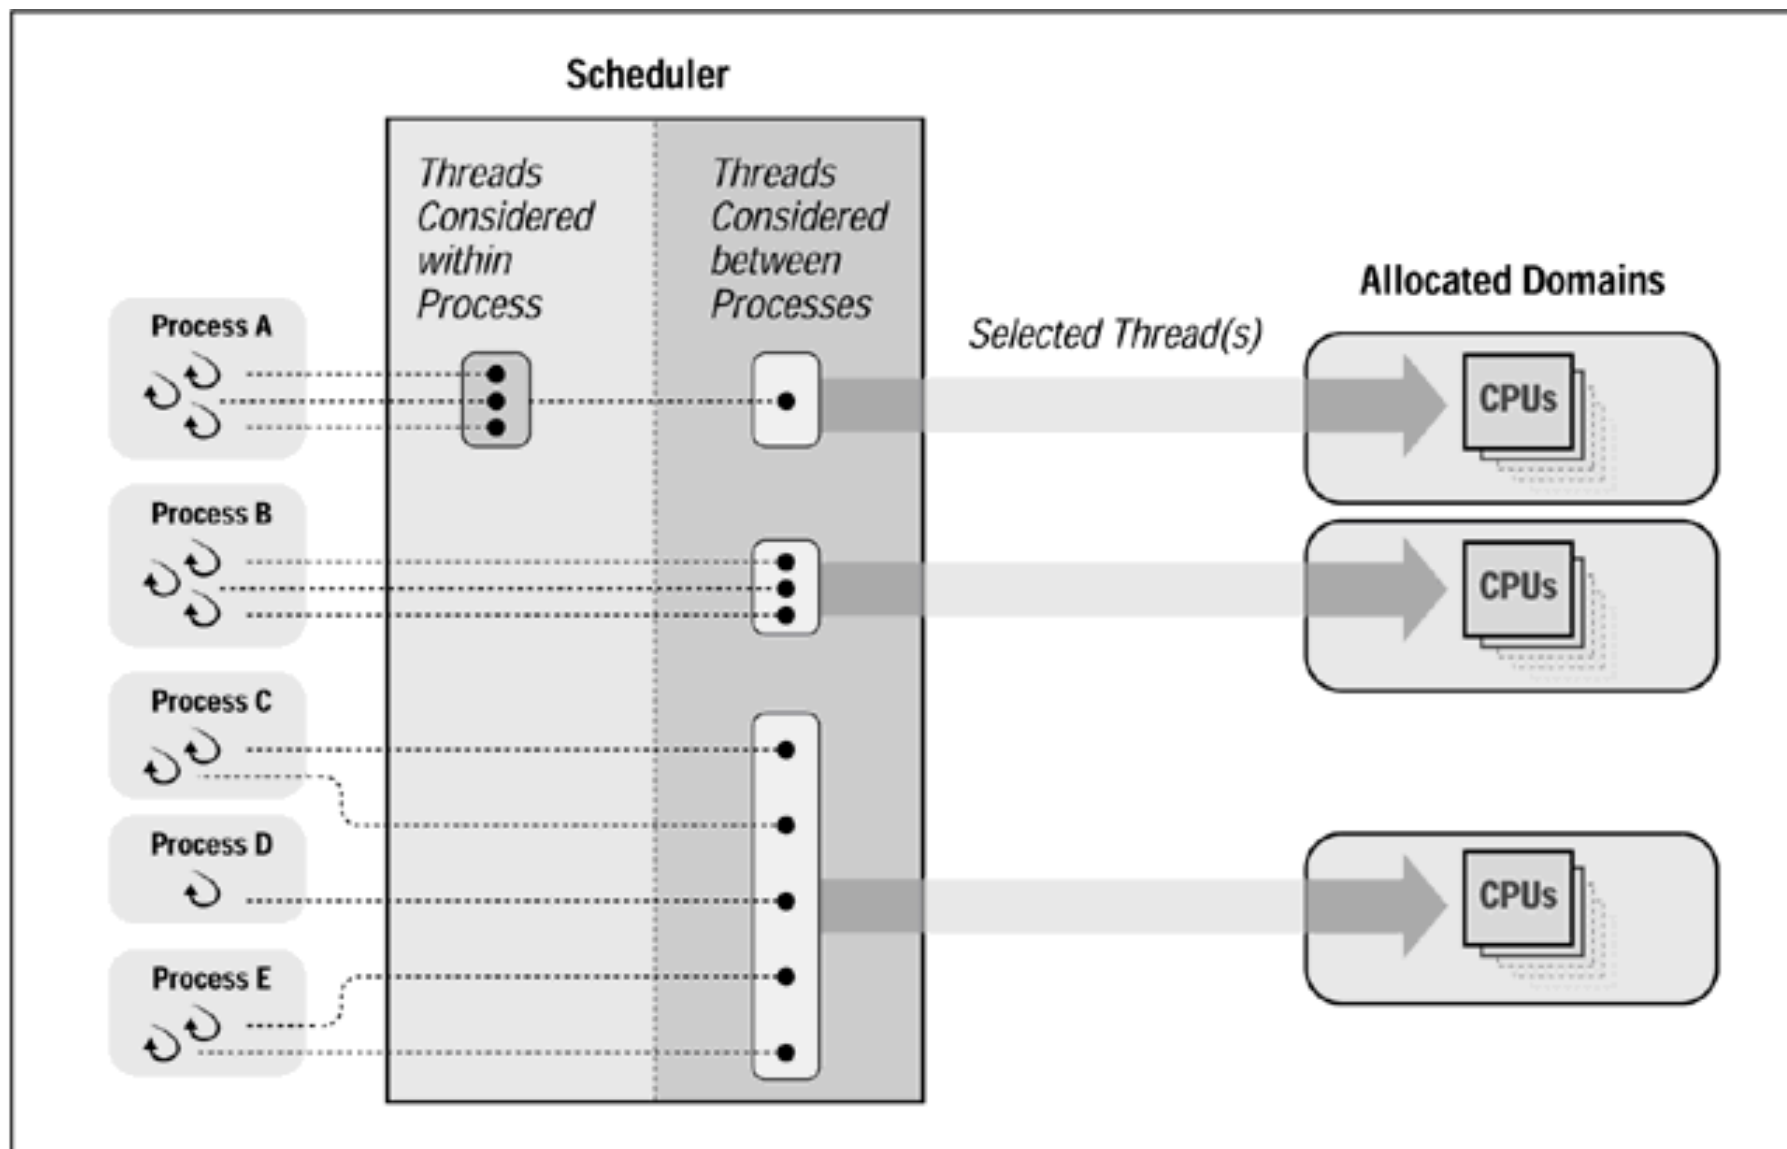 Scheduler
Threads
Considered
within
Process
Threads
Considered
between
Processes
Allocated Domains
Selected Thread(s)
Process A
CPUs
Process B
CPUs
Process C
Process D
CPUs
Process E